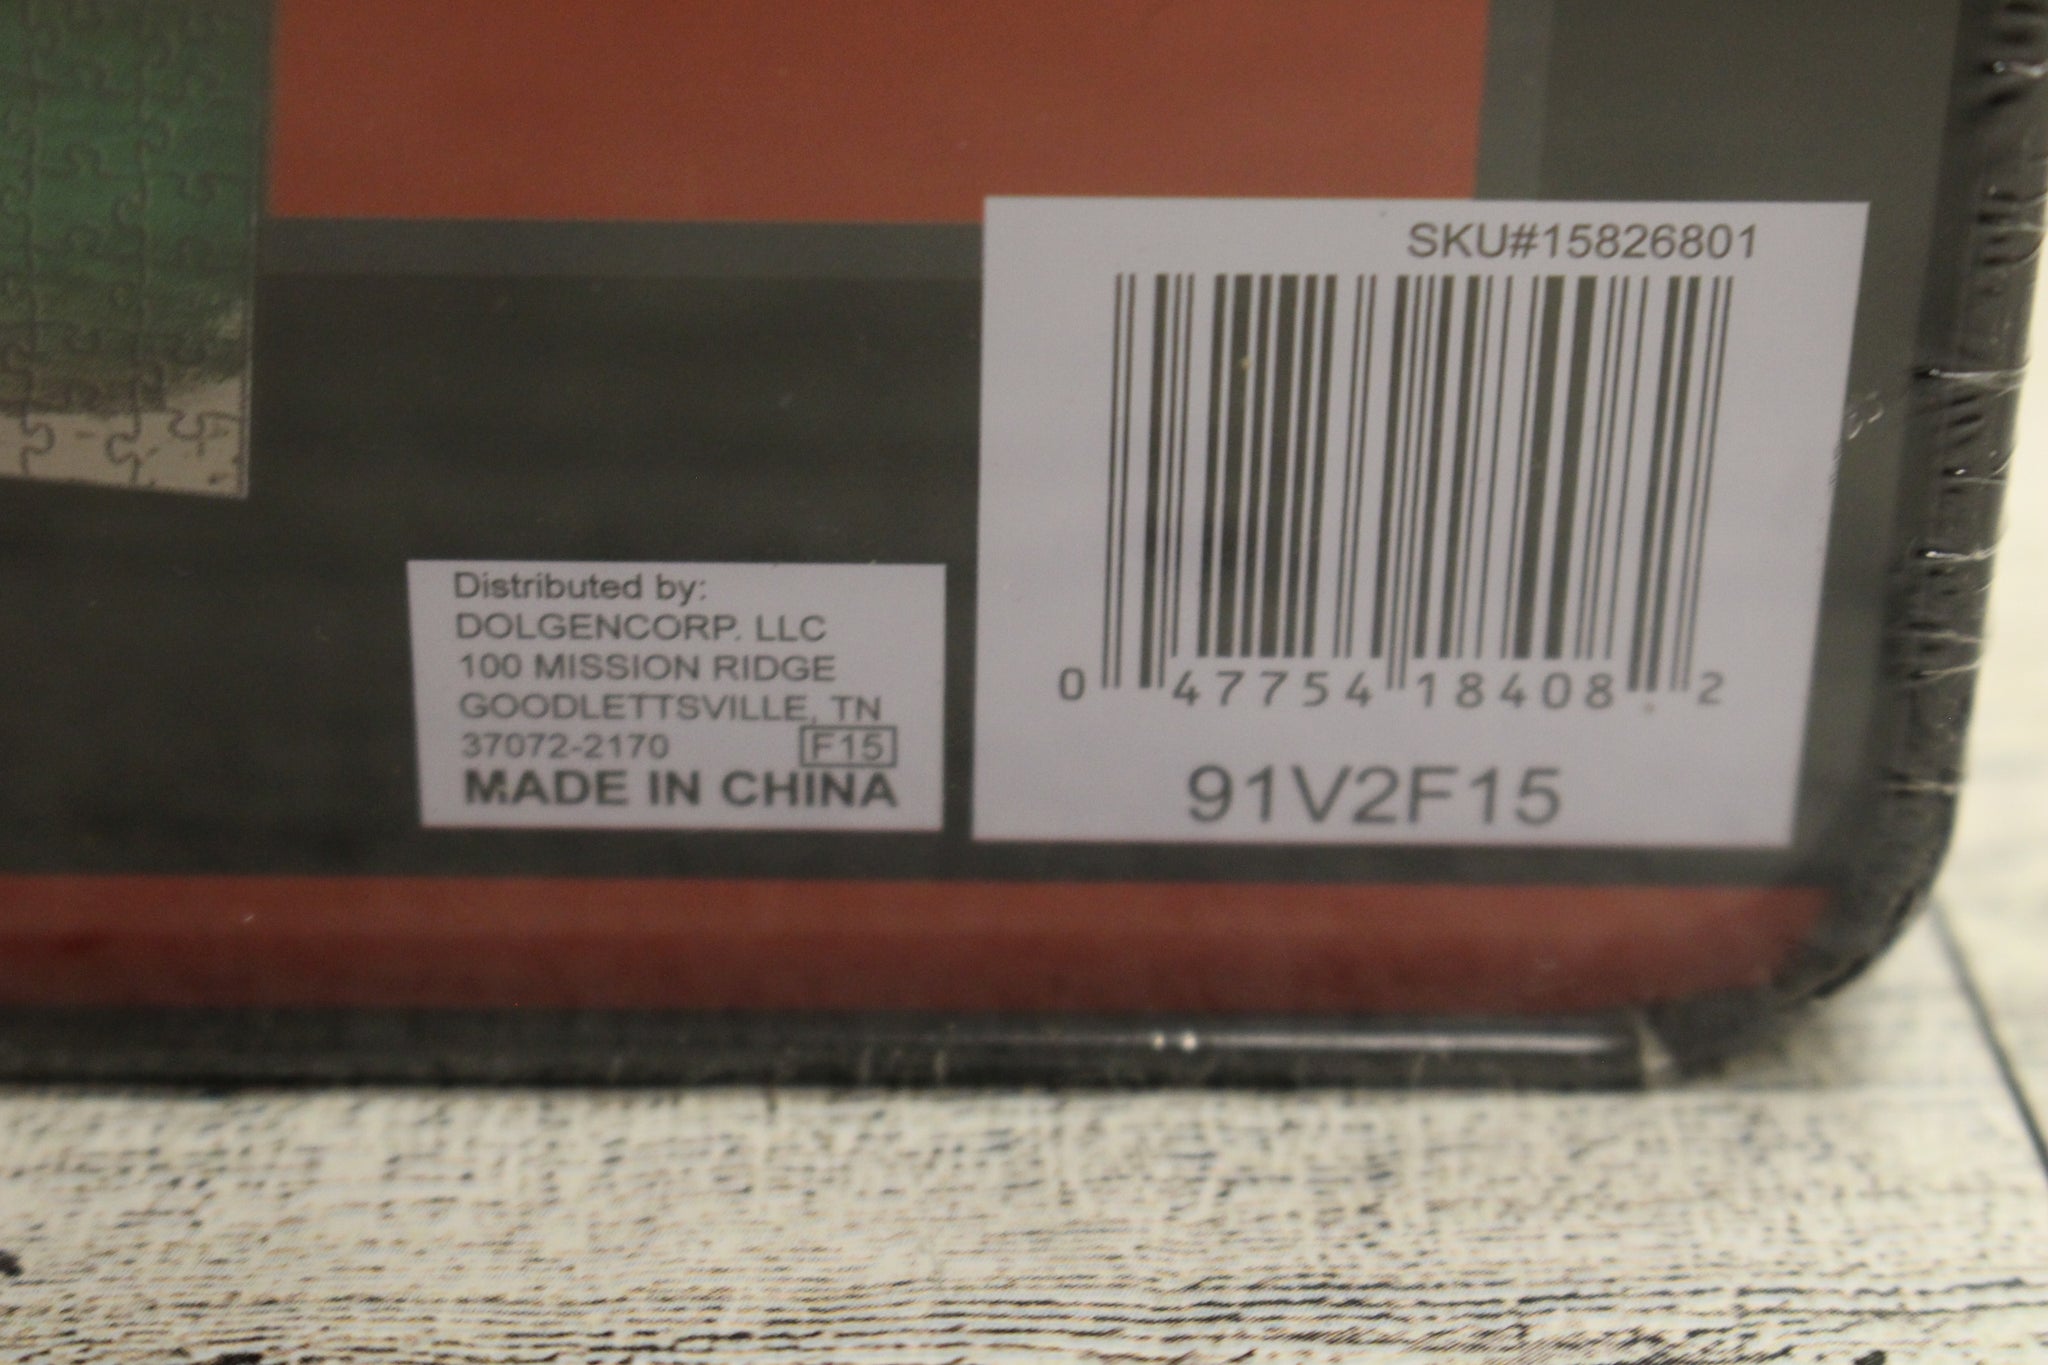 SKU#15826801
0 47754 18408 2
91V2F15
Distributed by:
DOLGENCORP. LLC
100 MISSION RIDGE
GOODLETTSVILLE, TN
37072-2170 F15
MADE IN CHINA